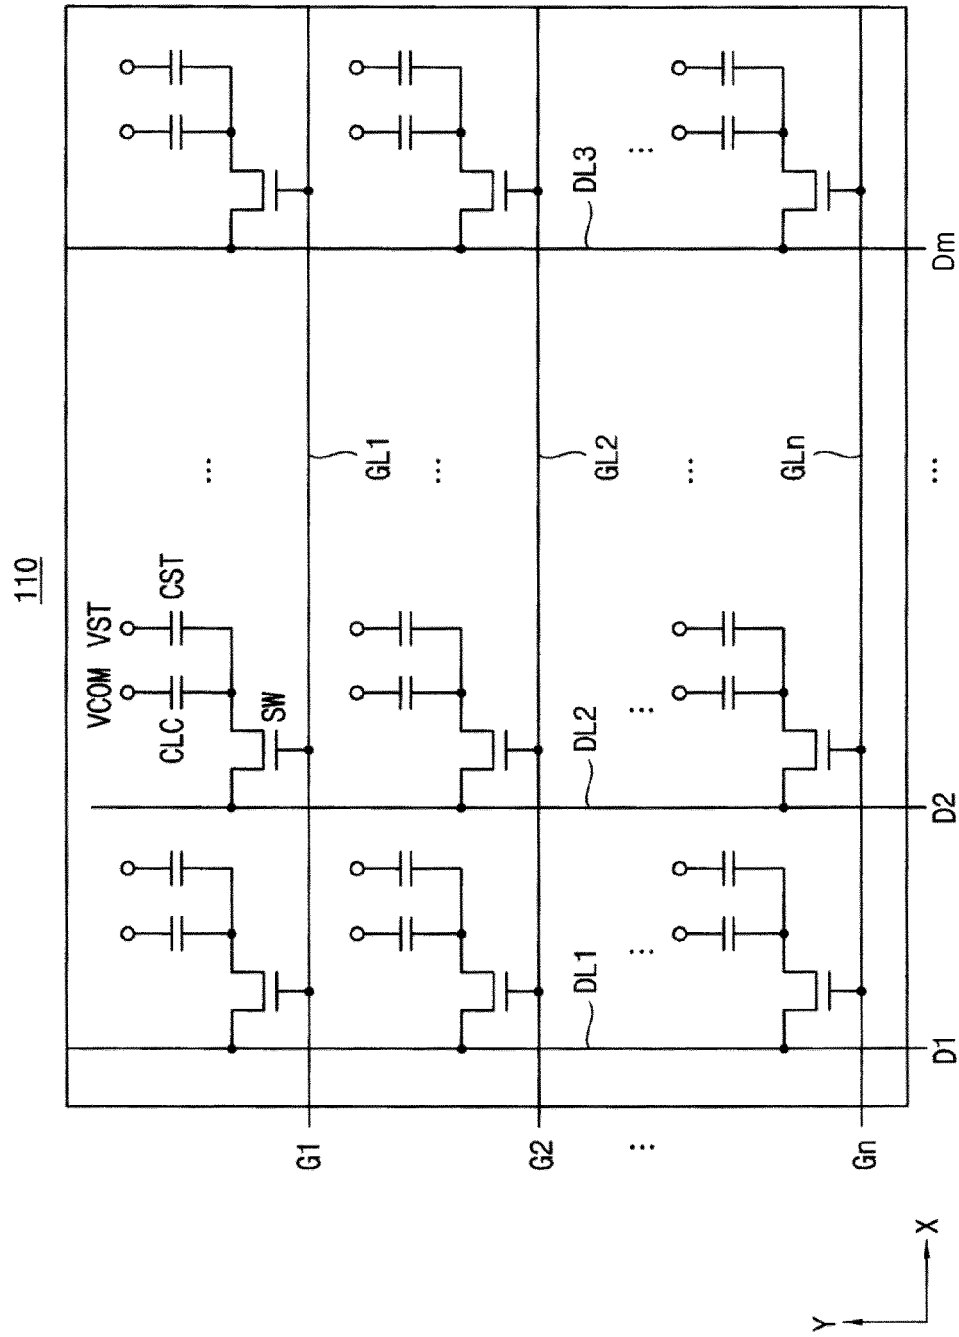 110
VCOM VST
CLC CST
...
SW
G1
GL1
...
G2
DL1 DL2 DL3
GL2
... ... ... ...
...
GLn
Y
Gn
X
D1 D2 ... Dm